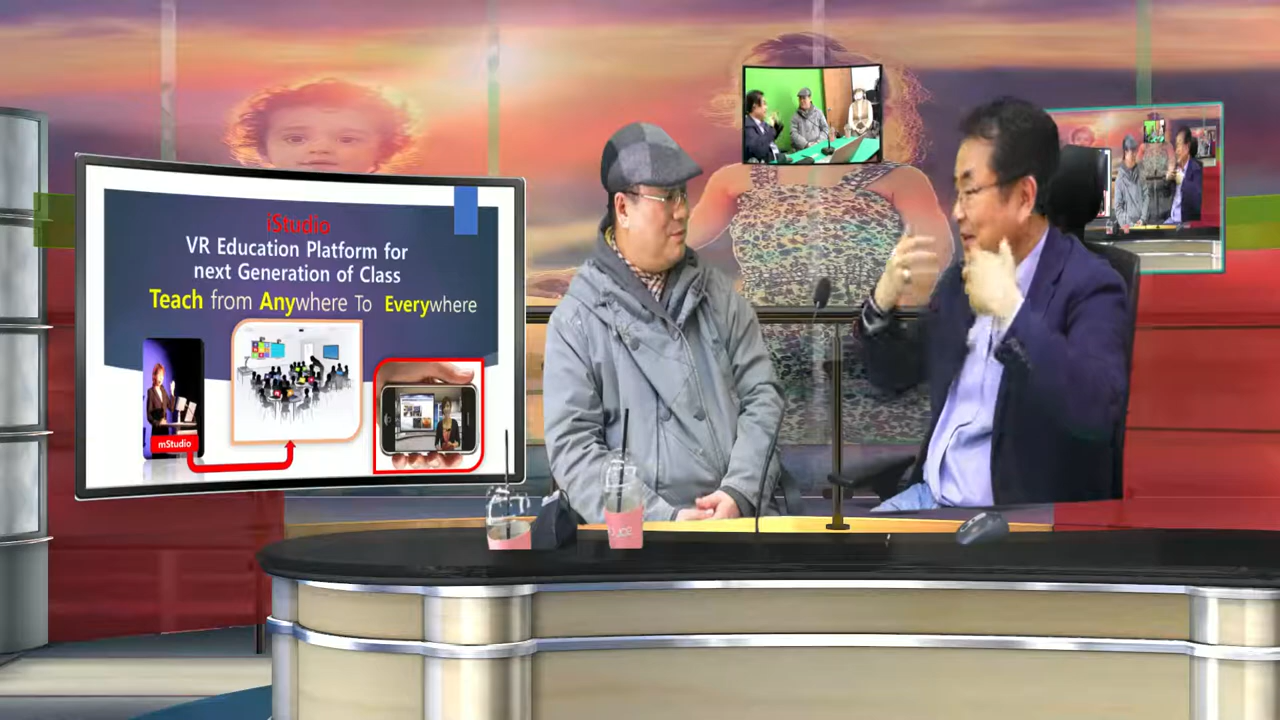 iStudio
VR Education Platform for
next Generation of Class
Teach from Anywhere To Everywhere
mStudio